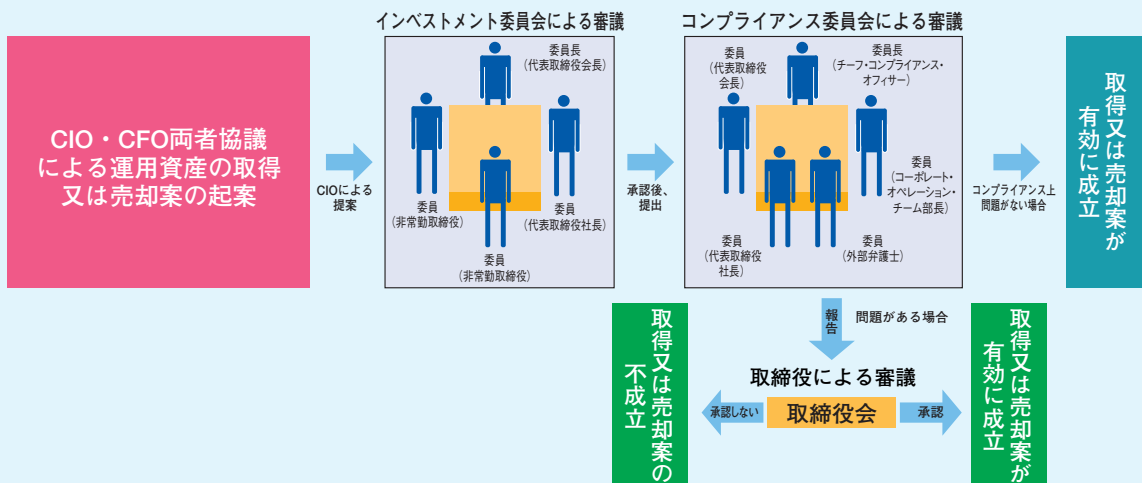 インベストメント委員会による審議
コンプライアンス委員会による審議
CIO・CFO両者協議
による運用資産の取得
又は売却案の起案
CIOによる
提案
委員長
(代表取締役会長)
委員
(非常勤取締役)
委員
(代表取締役社長)
委員
(非常勤取締役)
承認後、
提出
委員
(代表取締役
会長)
委員長
(チーフ・コンプライアンス・
オフィサー)
委員
(コーポレート・
オペレーション・
チーム部長)
委員
(代表取締役
社長)
委員
(外部弁護士)
コンプライアンス上
問題がない場合
取得又は売却案が
有効に成立
報告
問題がある場合
取締役による審議
取締役会
承認しない
承認
取得又は売却案の
不成立
取得又は売却案が
有効に成立